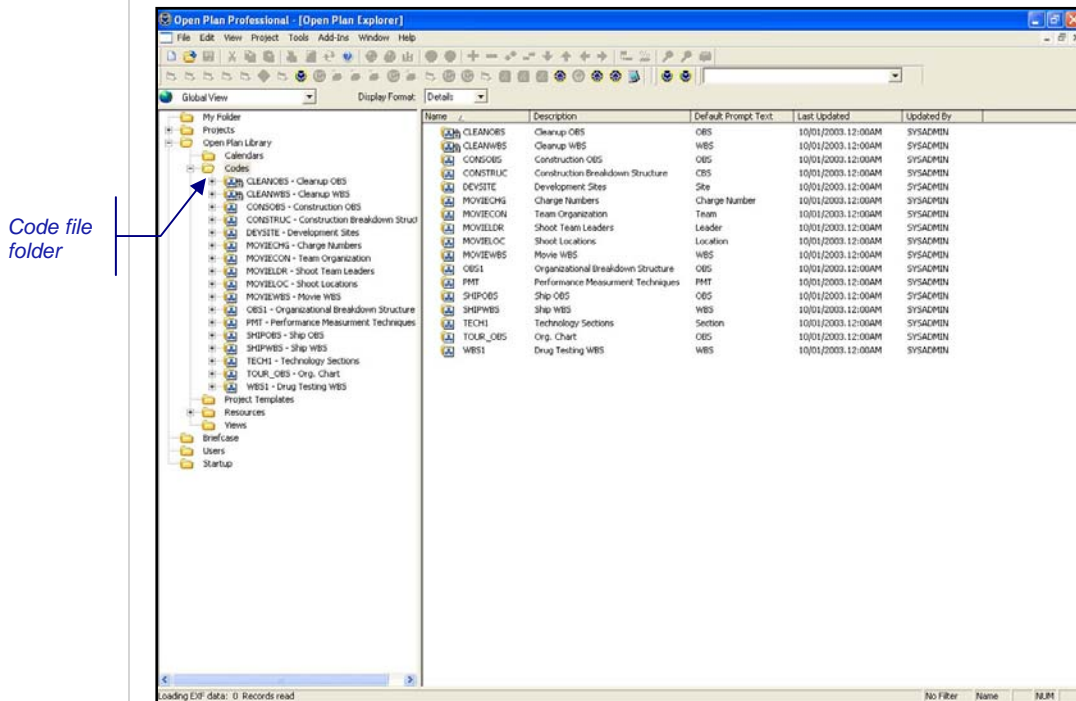 Open Plan Professional - [Open Plan Explorer]
File Edit View Project Tools Add-Ins Window Help
Global View Display Format: Details
Code file
folder
My Folder
Projects
Open Plan Library
Calendars
Codes
CLEANOBS - Cleanup OBS
CLEANWBS - Cleanup WBS
CONSOBS - Construction OBS
CONSTRUC - Construction Breakdown Struct
DEVSITE - Development Sites
MOVIECHG - Charge Numbers
MOVIECON - Team Organization
MOVIELDR - Shoot Team Leaders
MOVIELOC - Shoot Locations
MOVIEWBS - Movie WBS
OBS1 - Organizational Breakdown Structure
PMT - Performance Measurment Techniques
SHIPOBS - Ship OBS
SHIPWBS - Ship WBS
TECH1 - Technology Sections
TOUR_OBS - Org. Chart
WBS1 - Drug Testing WBS
Project Templates
Resources
Views
Briefcase
Users
Startup
Name Description Default Prompt Text Last Updated Updated By
CLEANOBS Cleanup OBS OBS 10/01/2003.12:00AM SYSADMIN
CLEANWBS Cleanup WBS WBS 10/01/2003.12:00AM SYSADMIN
CONSOBS Construction OBS OBS 10/01/2003.12:00AM SYSADMIN
CONSTRUC Construction Breakdown Structure CBS 10/01/2003.12:00AM SYSADMIN
DEVSITE Development Sites Site 10/01/2003.12:00AM SYSADMIN
MOVIECHG Charge Numbers Charge Number 10/01/2003.12:00AM SYSADMIN
MOVIECON Team Organization Team 10/01/2003.12:00AM SYSADMIN
MOVIELDR Shoot Team Leaders Leader 10/01/2003.12:00AM SYSADMIN
MOVIELOC Shoot Locations Location 10/01/2003.12:00AM SYSADMIN
MOVIEWBS Movie WBS WBS 10/01/2003.12:00AM SYSADMIN
OBS1 Organizational Breakdown Structure OBS 10/01/2003.12:00AM SYSADMIN
PMT Performance Measurment Techniques PMT 10/01/2003.12:00AM SYSADMIN
SHIPOBS Ship OBS OBS 10/01/2003.12:00AM SYSADMIN
SHIPWBS Ship WBS WBS 10/01/2003.12:00AM SYSADMIN
TECH1 Technology Sections Section 10/01/2003.12:00AM SYSADMIN
TOUR_OBS Org. Chart OBS 10/01/2003.12:00AM SYSADMIN
WBS1 Drug Testing WBS WBS 10/01/2003.12:00AM SYSADMIN
Loading EXF data: 0 Records read No Filter Name NUM